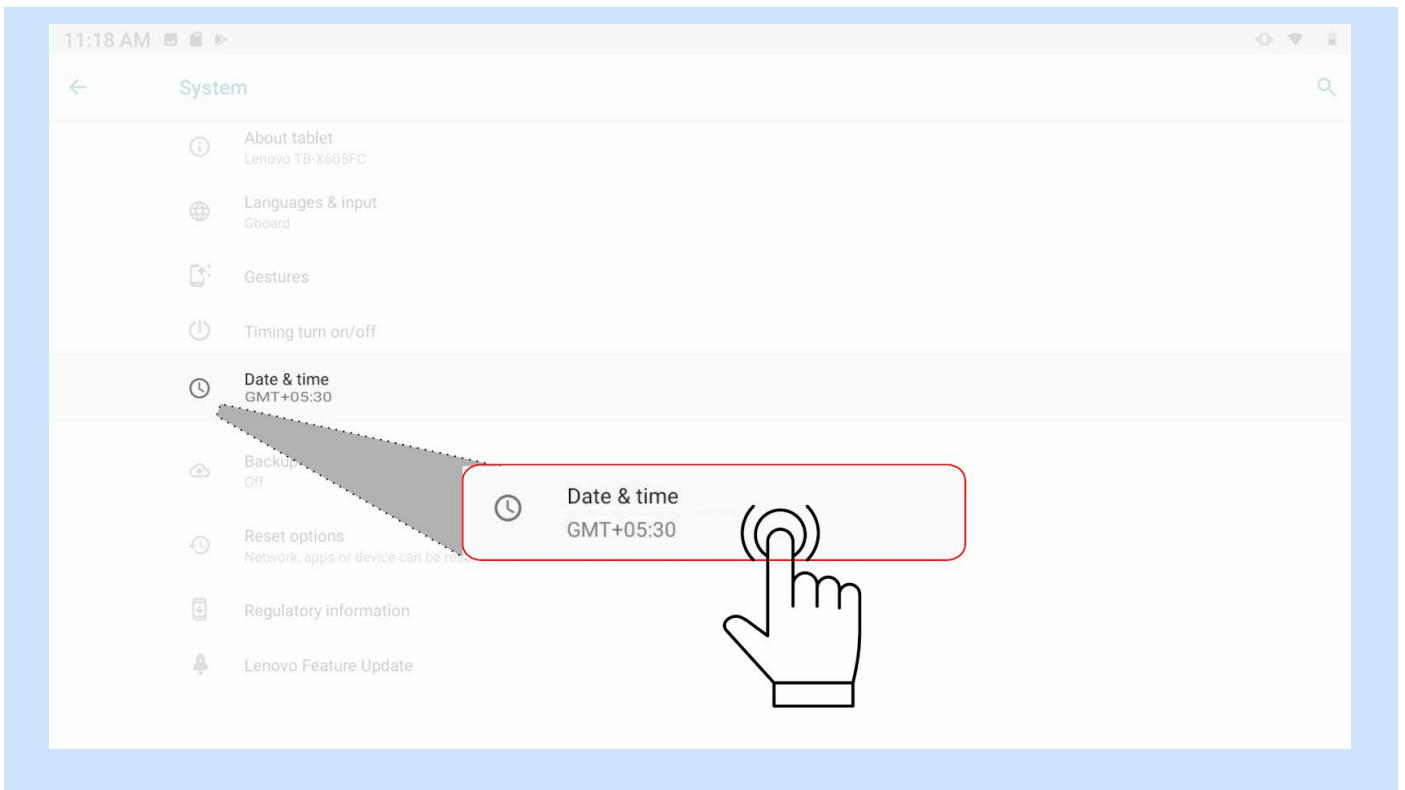 11:18 AM
System
About tablet
Lenovo TB-X605FC
Languages & input
Gboard
Gestures
Timing turn on/off
Date & time
GMT+05:30
Backup
Off
Date & time
GMT+05:30
Reset options
Network, apps or device can be
Regulatory information
Lenovo Feature Update